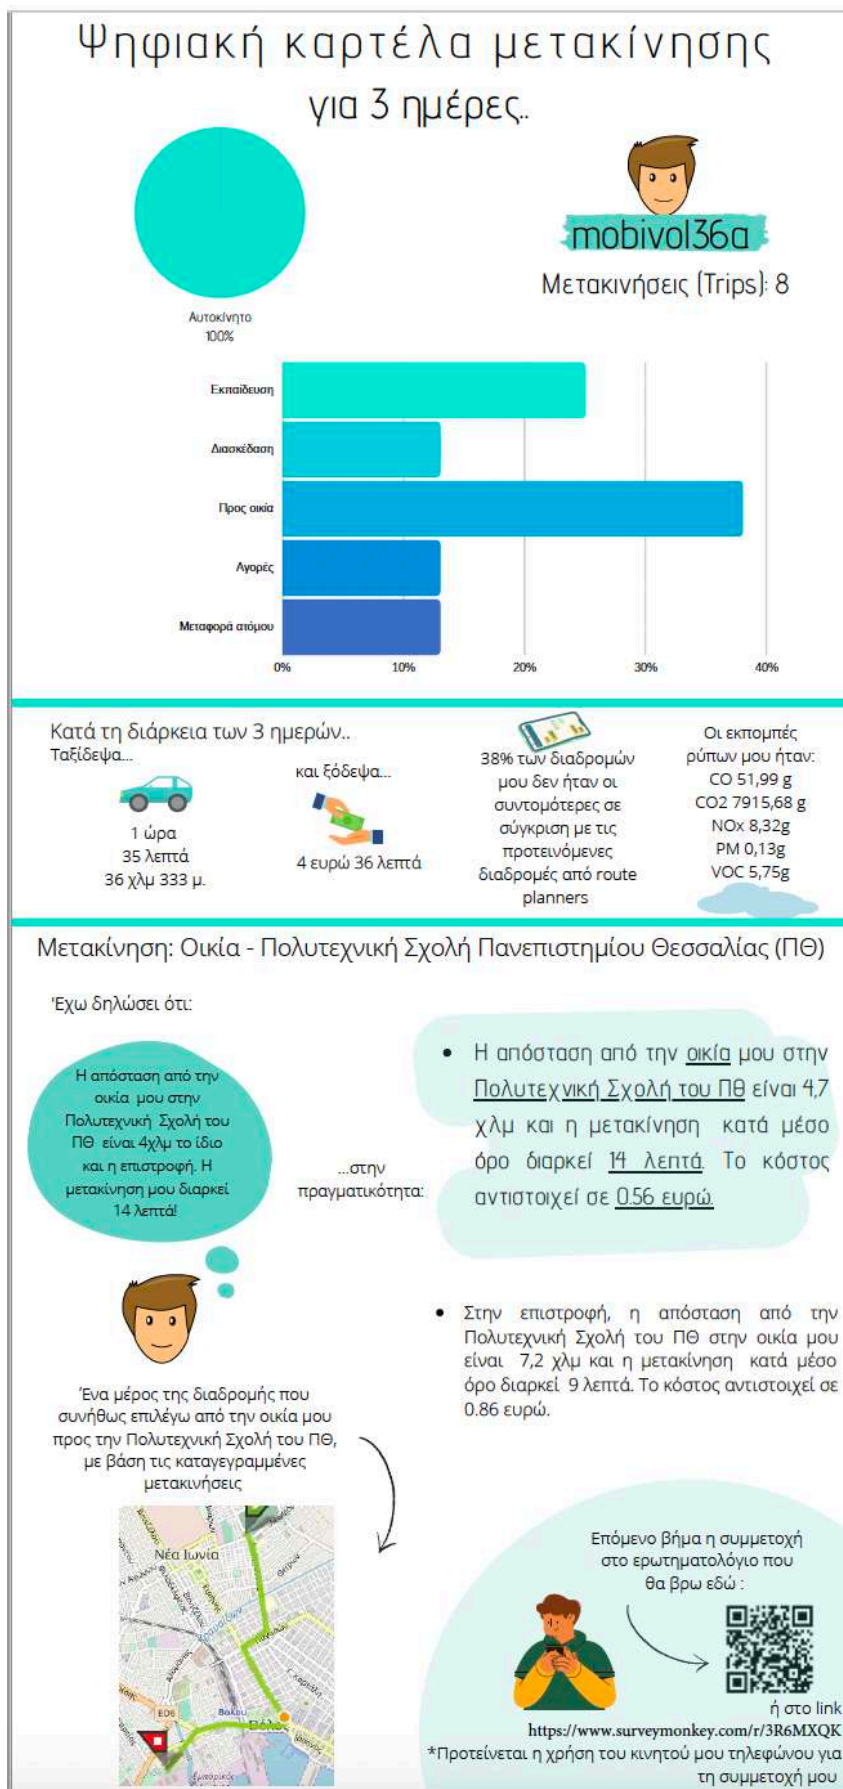 Ψηφιακή καρτέλα μετακίνησης
για 3 ημέρες..
mobivol36a
Μετακινήσεις (Trips): 8
Αυτοκίνητο
100%
Εκπαίδευση
Διασκέδαση
Προς οικία
Αγορές
Μεταφορά ατόμου
0% 10% 20% 30% 40%
Κατά τη διάρκεια των 3 ημερών..
Ταξίδεψα...
1 ώρα
35 λεπτά
36 χλμ 333 μ.
και ξόδεψα...
4 ευρώ 36 λεπτά
38% των διαδρομών
μου δεν ήταν οι
συντομότερες σε
σύγκριση με τις
προτεινόμενες
διαδρομές από route
planners
Οι εκπομπές
ρύπων μου ήταν:
CO 51,99 g
CO2 7915,68 g
NOx 8,32g
PM 0,13g
VOC 5,75g
Μετακίνηση: Οικία - Πολυτεχνική Σχολή Πανεπιστημίου Θεσσαλίας (ΠΘ)
'Εχω δηλώσει ότι:
Η απόσταση από την
οικία μου στην
Πολυτεχνική Σχολή του
ΠΘ είναι 4χλμ το ίδιο
και η επιστροφή. Η
μετακίνηση μου διαρκεί
14 λεπτά!
...στην
πραγματικότητα:
• Η απόσταση από την οικία μου στην
Πολυτεχνική Σχολή του ΠΘ είναι 4,7
χλμ και η μετακίνηση κατά μέσο
όρο διαρκεί 14 λεπτά. Το κόστος
αντιστοιχεί σε 0.56 ευρώ.
• Στην επιστροφή, η απόσταση από την
Πολυτεχνική Σχολή του ΠΘ στην οικία μου
είναι 7,2 χλμ και η μετακίνηση κατά μέσο
όρο διαρκεί 9 λεπτά. Το κόστος αντιστοιχεί σε
0.86 ευρώ.
Ένα μέρος της διαδρομής που
συνήθως επιλέγω από την οικία μου
προς την Πολυτεχνική Σχολή του ΠΘ,
με βάση τις καταγεγραμμένες
μετακινήσεις
Νέα Ιωνία
Κραυσίδων
Παγασών
Γ. Καρτάλη
E06
Βόλου
Βόλος
Ιάσονος
Εμπορικός
Επόμενο βήμα η συμμετοχή
στο ερωτηματολόγιο που
θα βρω εδώ :
ή στο link
https://www.surveymonkey.com/r/3R6MXQK
*Προτείνεται η χρήση του κινητού μου τηλεφώνου για
τη συμμετοχή μου